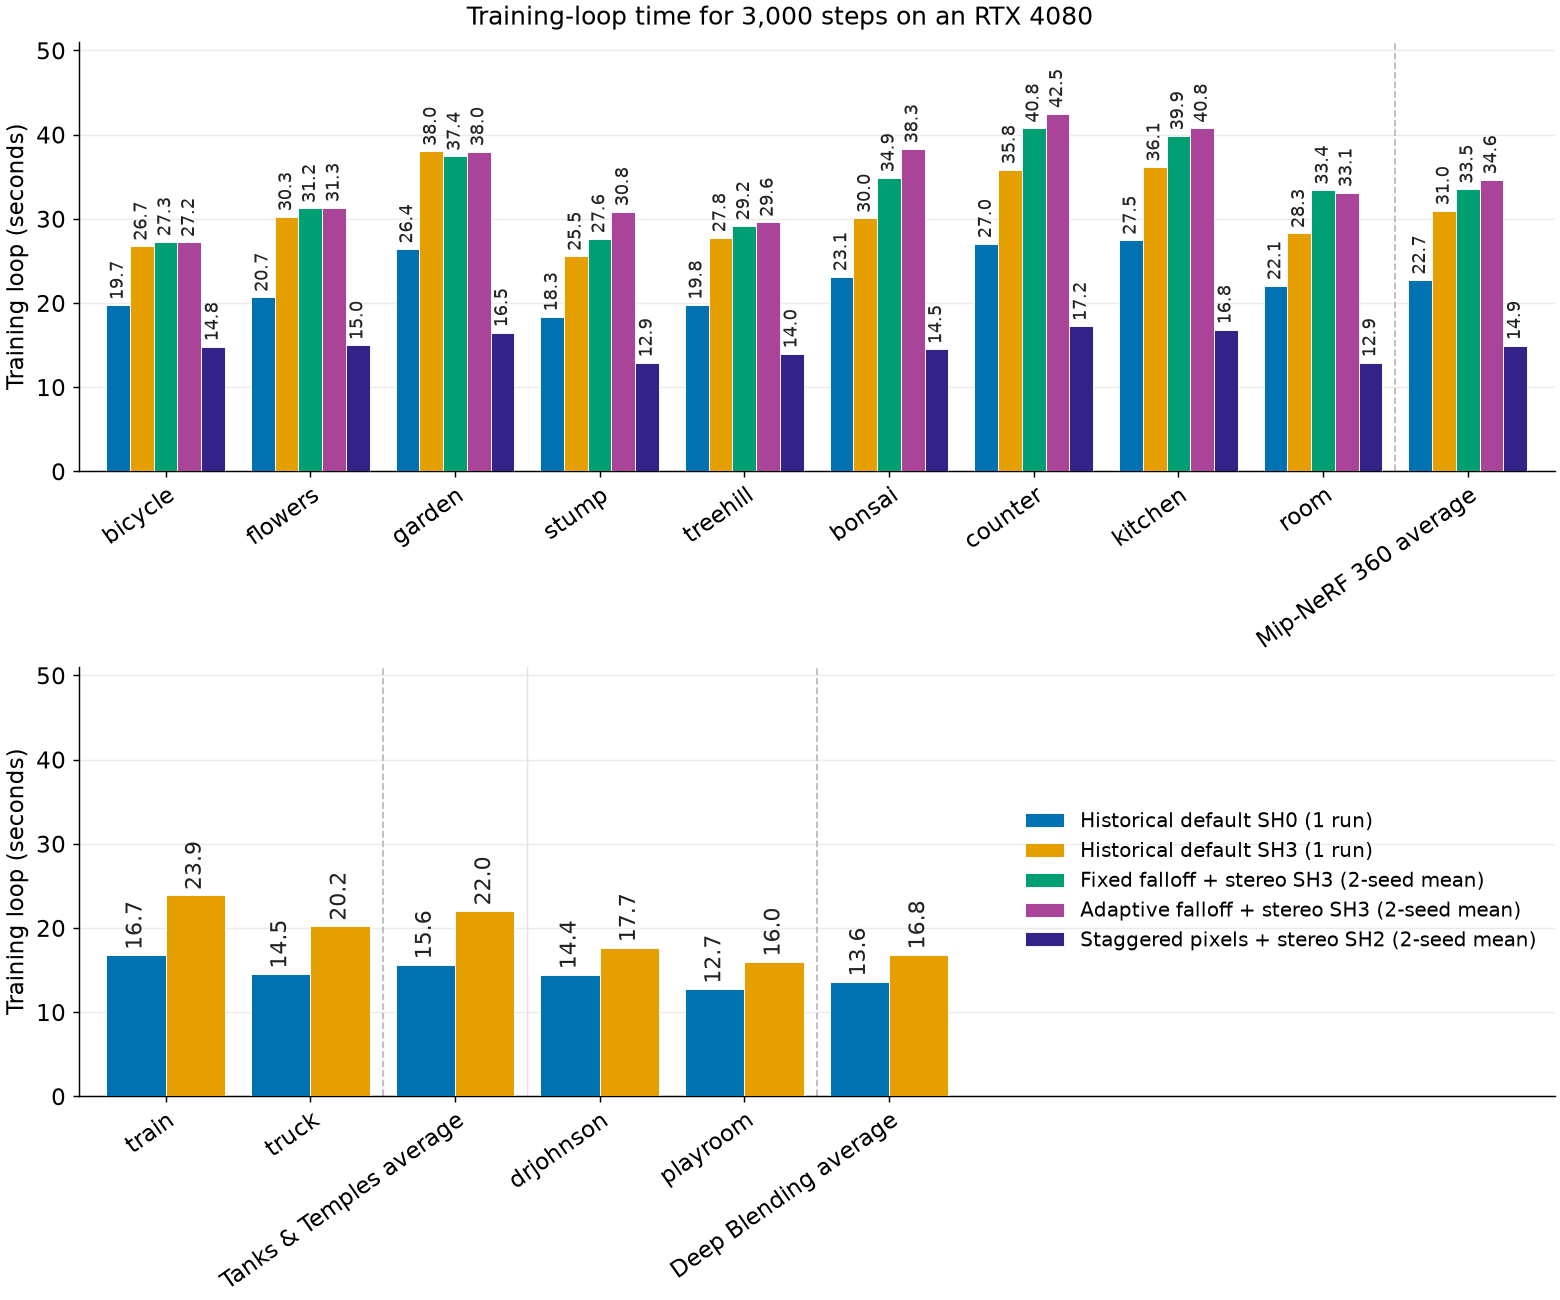 Training-loop time for 3,000 steps on an RTX 4080
Training loop (seconds)
50
40
30
20
10
0
19.7 26.7 27.3 27.2 14.8
20.7 30.3 31.2 31.3 15.0
26.4 38.0 37.4 38.0 16.5
18.3 25.5 27.6 30.8 12.9
19.8 27.8 29.2 29.6 14.0
23.1 30.0 34.9 38.3 14.5
27.0 35.8 40.8 42.5 17.2
27.5 36.1 39.9 40.8 16.8
22.1 28.3 33.4 33.1 12.9
22.7 31.0 33.5 34.6 14.9
bicycle
flowers
garden
stump
treehill
bonsai
counter
kitchen
room
Mip-NeRF 360 average
Training loop (seconds)
50
40
30
20
10
0
16.7 23.9
14.5 20.2
15.6 22.0
14.4 17.7
12.7 16.0
13.6 16.8
train
truck
Tanks & Temples average
drjohnson
playroom
Deep Blending average
Historical default SH0 (1 run)
Historical default SH3 (1 run)
Fixed falloff + stereo SH3 (2-seed mean)
Adaptive falloff + stereo SH3 (2-seed mean)
Staggered pixels + stereo SH2 (2-seed mean)